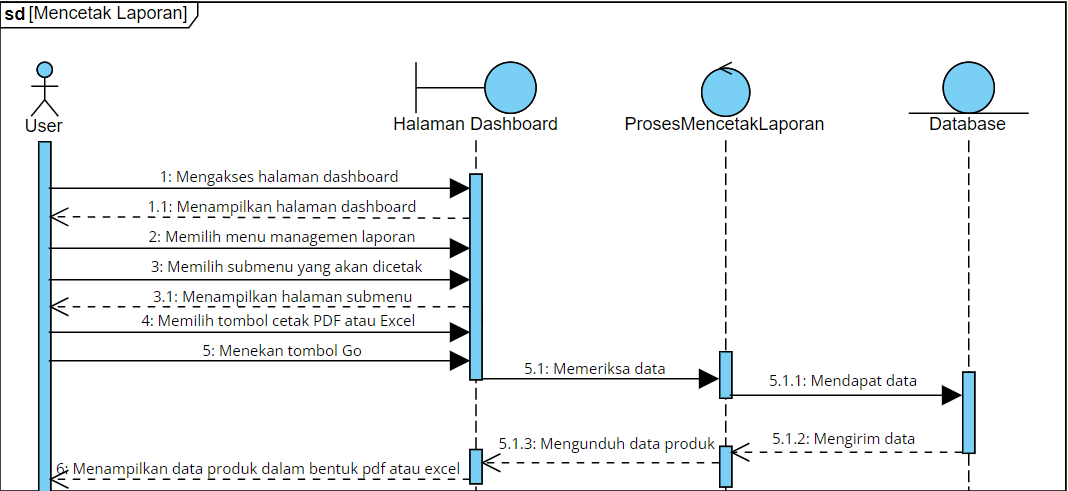 sd [Mencetak Laporan]
User
Halaman Dashboard
ProsesMencetakLaporan
Database
1: Mengakses halaman dashboard
1.1: Menampilkan halaman dashboard
2: Memilih menu managemen laporan
3: Memilih submenu yang akan dicetak
3.1: Menampilkan halaman submenu
4: Memilih tombol cetak PDF atau Excel
5: Menekan tombol Go
5.1: Memeriksa data
5.1.1: Mendapat data
5.1.2: Mengirim data
5.1.3: Mengunduh data produk
6: Menampilkan data produk dalam bentuk pdf atau excel